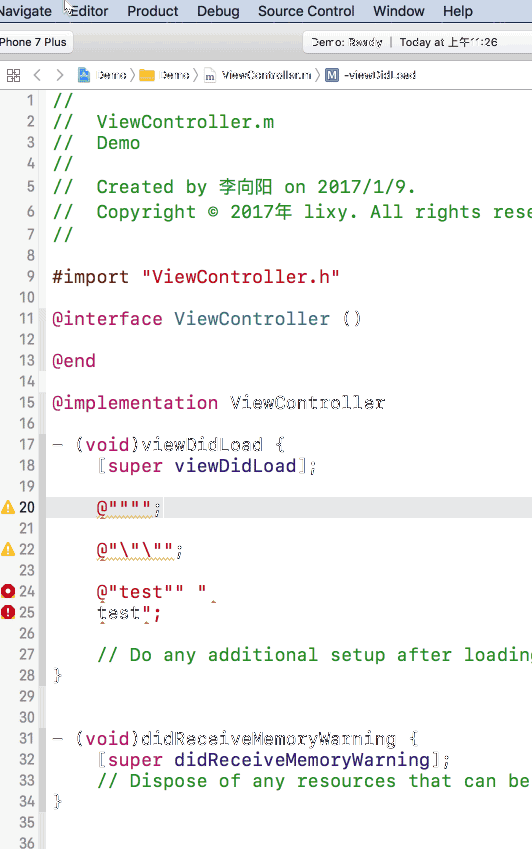 Navigate Editor Product Debug Source Control Window Help
Phone 7 Plus
Demo: Ready | Today at 上午11:26
Demo Demo m ViewController.m M -viewDidLoad
1 //
2 // ViewController.m
3 // Demo
4 //
5 // Created by 李向阳 on 2017/1/9.
6 // Copyright © 2017年 lixy. All rights rese
7 //
8
9 #import "ViewController.h"
10
11 @interface ViewController ()
12
13 @end
14
15 @implementation ViewController
16
17 - (void)viewDidLoad {
18 [super viewDidLoad];
19
20 @"""";
21
22 @"\"\"";
23
24 @"test"" "
25 test";
26
27 // Do any additional setup after loading
28 }
29
30
31 - (void)didReceiveMemoryWarning {
32 [super didReceiveMemoryWarning];
33 // Dispose of any resources that can be
34 }
35
36